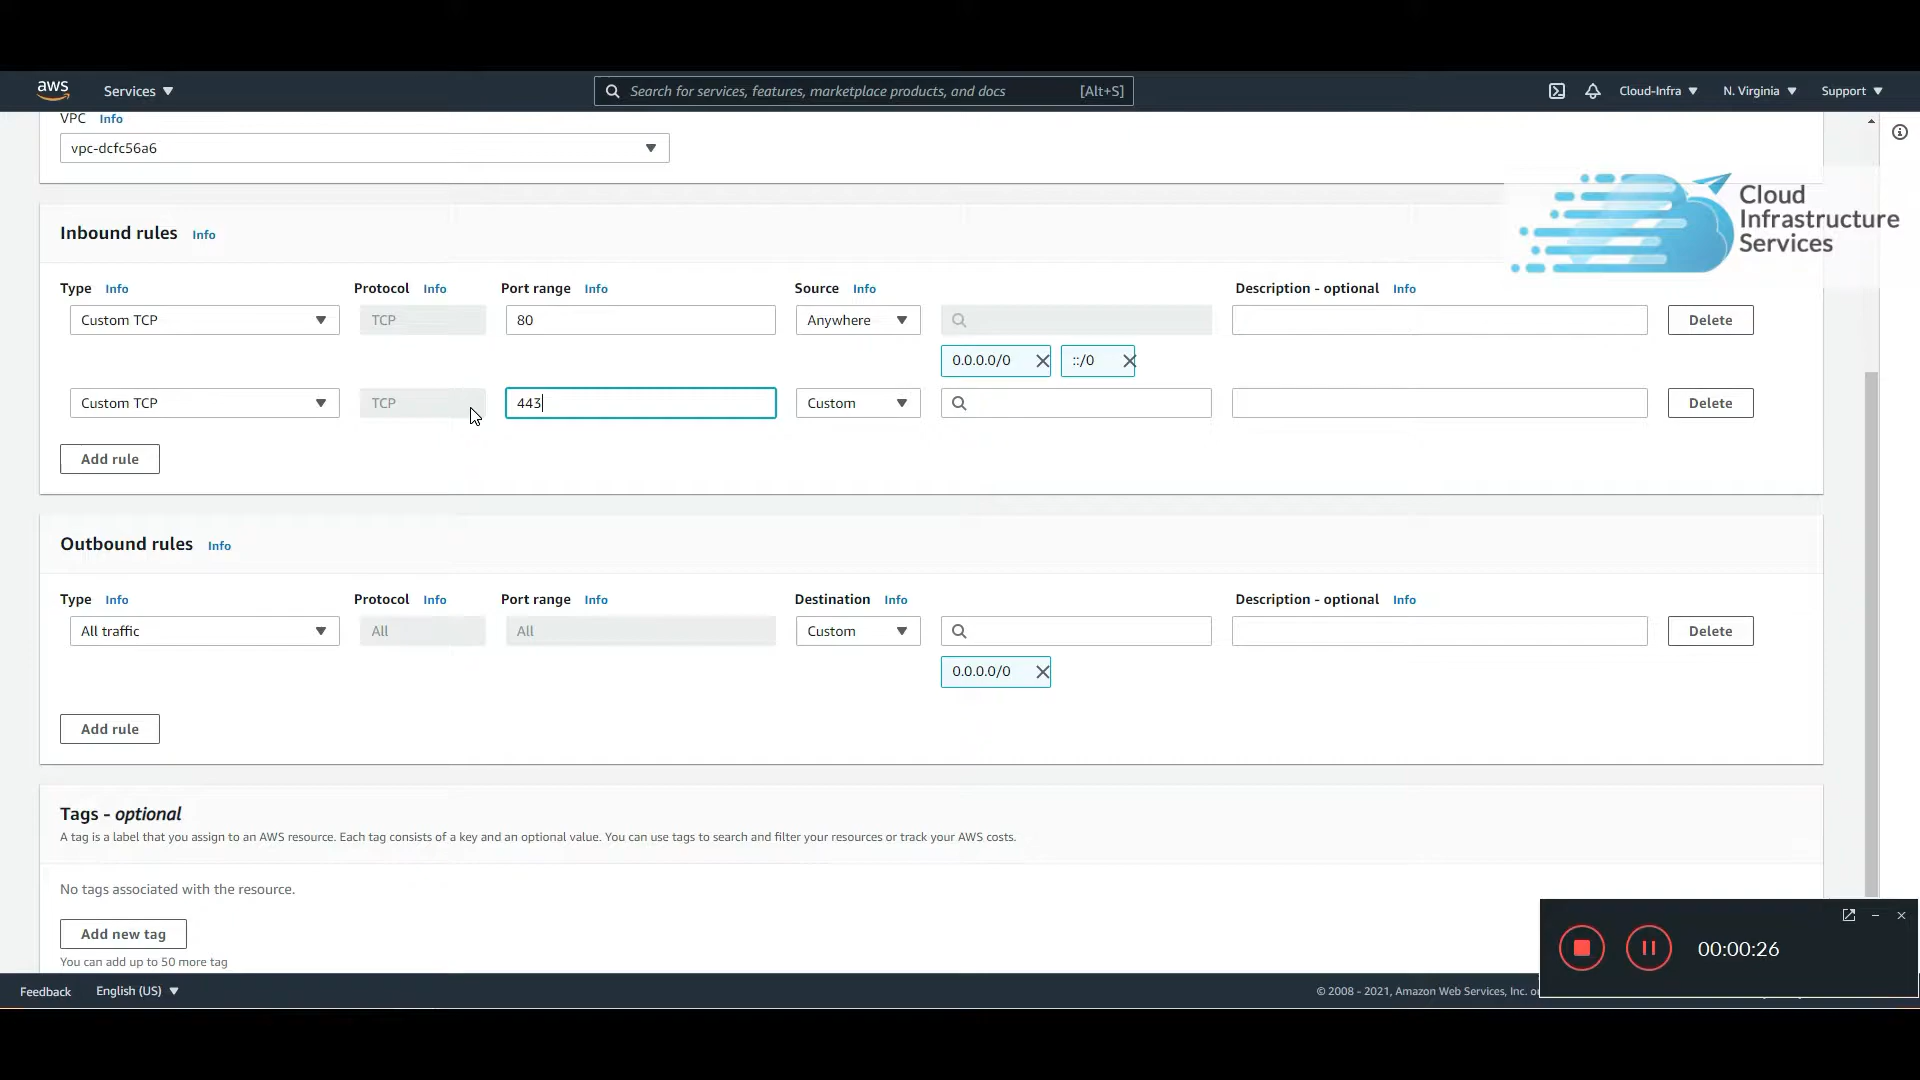 aws Services Search for services, features, marketplace products, and docs [Alt+S] Cloud-Infra N. Virginia Support
VPC Info
vpc-dcfc56a6
Cloud
Infrastructure
Services
Inbound rules Info
Type Info Protocol Info Port range Info Source Info Description - optional Info
Custom TCP TCP 80 Anywhere Delete
0.0.0.0/0 ::/0
Custom TCP TCP 443 Custom Delete
Add rule
Outbound rules Info
Type Info Protocol Info Port range Info Destination Info Description - optional Info
All traffic All All Custom Delete
0.0.0.0/0
Add rule
Tags - optional
A tag is a label that you assign to an AWS resource. Each tag consists of a key and an optional value. You can use tags to search and filter your resources or track your AWS costs.
No tags associated with the resource.
Add new tag
You can add up to 50 more tag
00:00:26
Feedback English (US) © 2008 - 2021, Amazon Web Services, Inc.